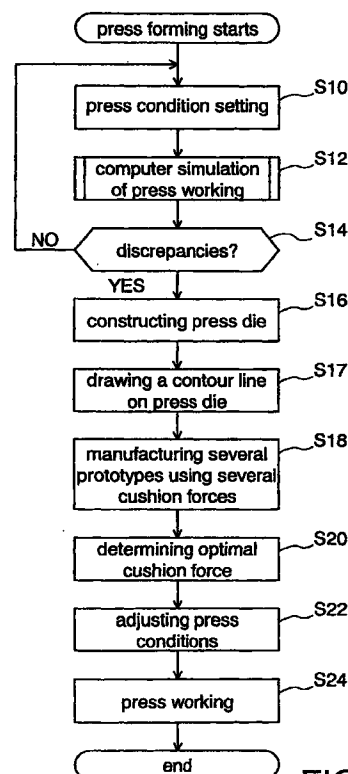 press forming starts
S10
press condition setting
S12
computer simulation
of press working
S14
discrepancies?
NO
YES
S16
constructing press die
S17
drawing a contour line
on press die
S18
manufacturing several
prototypes using several
cushion forces
S20
determining optimal
cushion force
S22
adjusting press
conditions
S24
press working
end